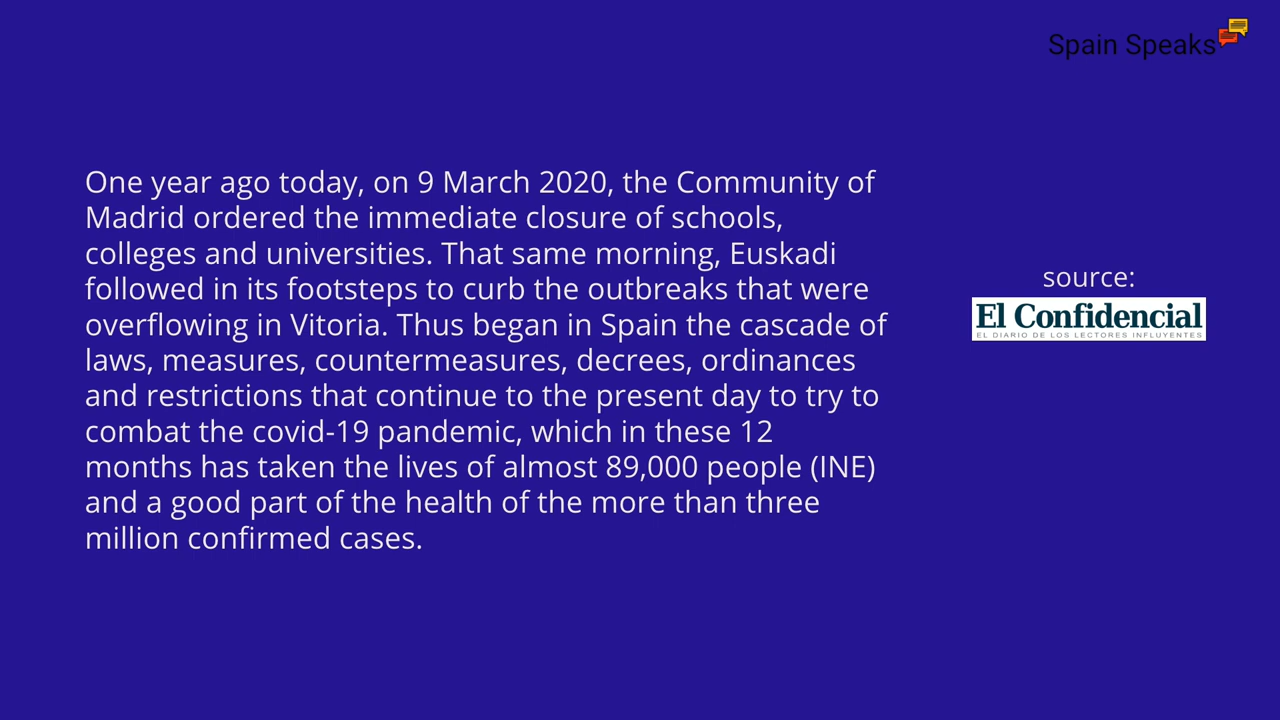 Spain Speaks
One year ago today, on 9 March 2020, the Community of
Madrid ordered the immediate closure of schools,
colleges and universities. That same morning, Euskadi
followed in its footsteps to curb the outbreaks that were
overflowing in Vitoria. Thus began in Spain the cascade of
laws, measures, countermeasures, decrees, ordinances
and restrictions that continue to the present day to try to
combat the covid-19 pandemic, which in these 12
months has taken the lives of almost 89,000 people (INE)
and a good part of the health of the more than three
million confirmed cases.
source:
El Confidencial
EL DIARIO DE LOS LECTORES INFLUYENTES